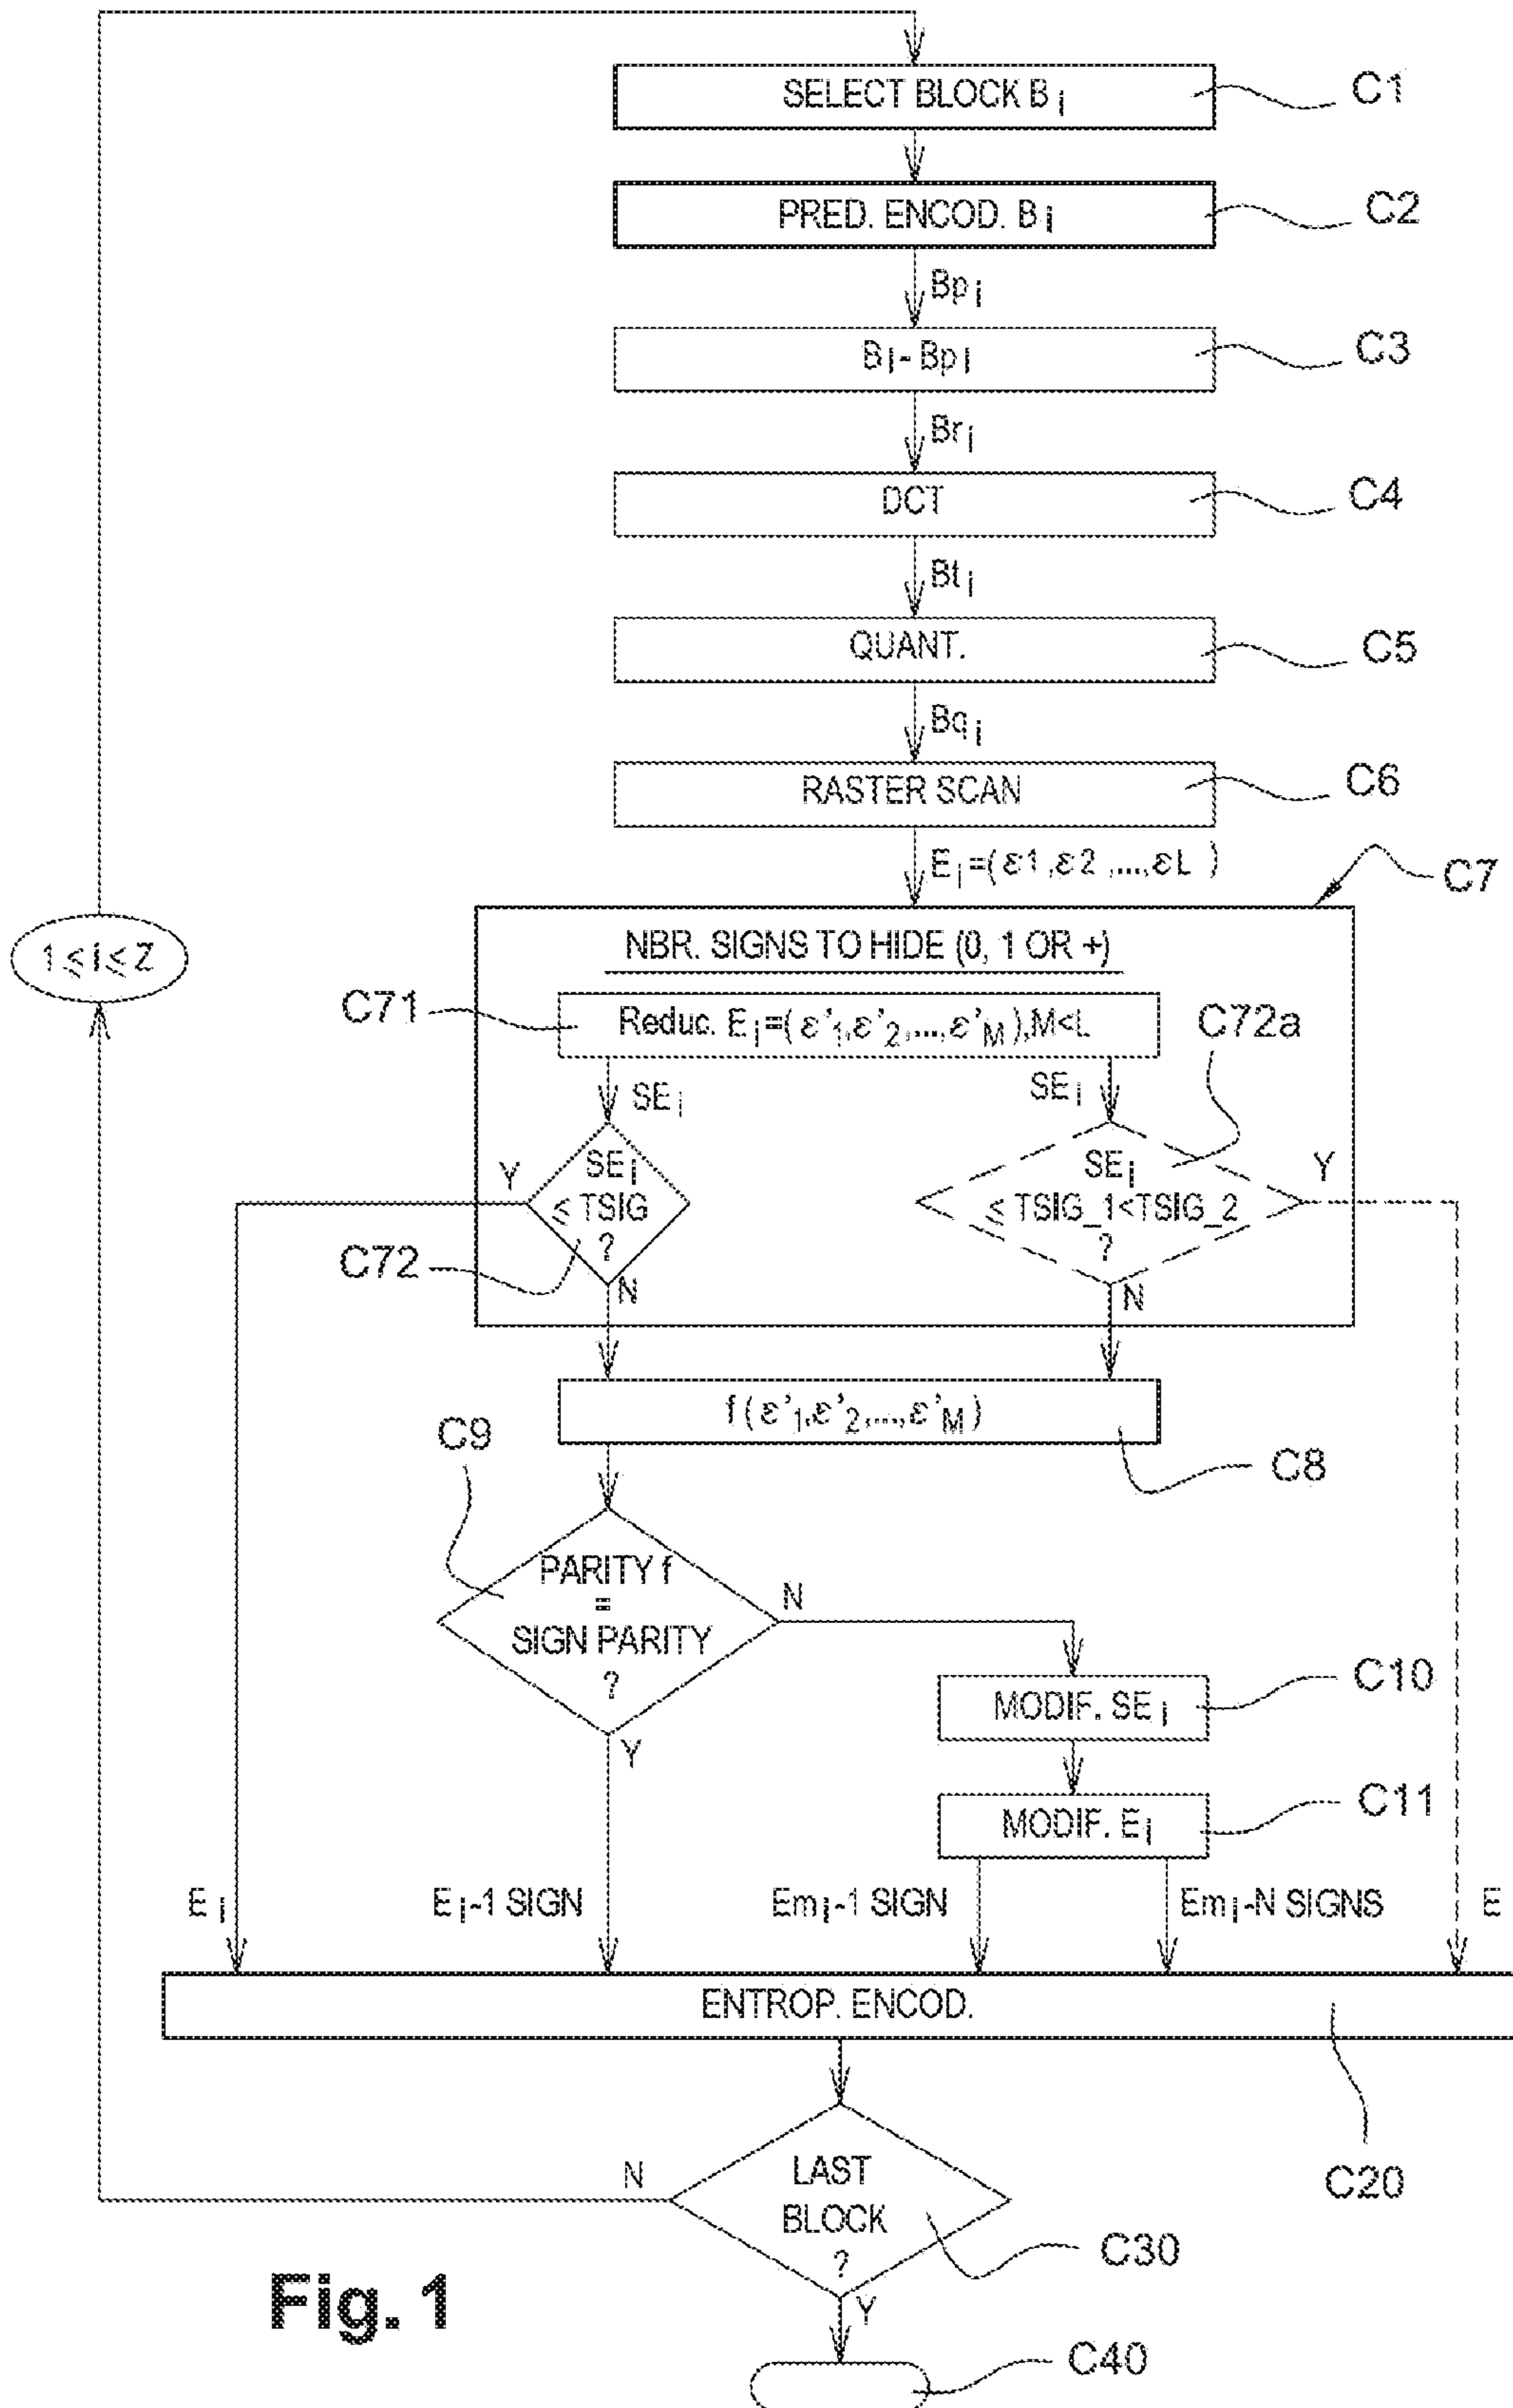 SELECT BLOCK Bi
C1
PRED. ENCOD. Bi
C2
Bpi
Bi-Bpi
C3
Bri
DCT
C4
Bti
QUANT.
C5
Bqi
RASTER SCAN
C6
Ei=(ε1,ε2,...,εL)
C7
1≤i≤Z
NBR. SIGNS TO HIDE (0, 1 OR +)
C71
Reduc. Ei=(ε'1,ε'2,...,ε'M),M<L
C72a
SEi
SEi
Y
SEi
≤ TSIG
?
SEi
≤ TSIG_1<TSIG_2
?
Y
C72
N
N
f(ε'1,ε'2,...,ε'M)
C8
C9
PARITY f
=
SIGN PARITY
?
N
Y
MODIF. SEi
C10
MODIF. Ei
C11
Ei
Ei-1 SIGN
Emi-1 SIGN
Emi-N SIGNS
E
ENTROP. ENCOD.
C20
N
LAST
BLOCK
?
C30
Y
C40
Fig. 1